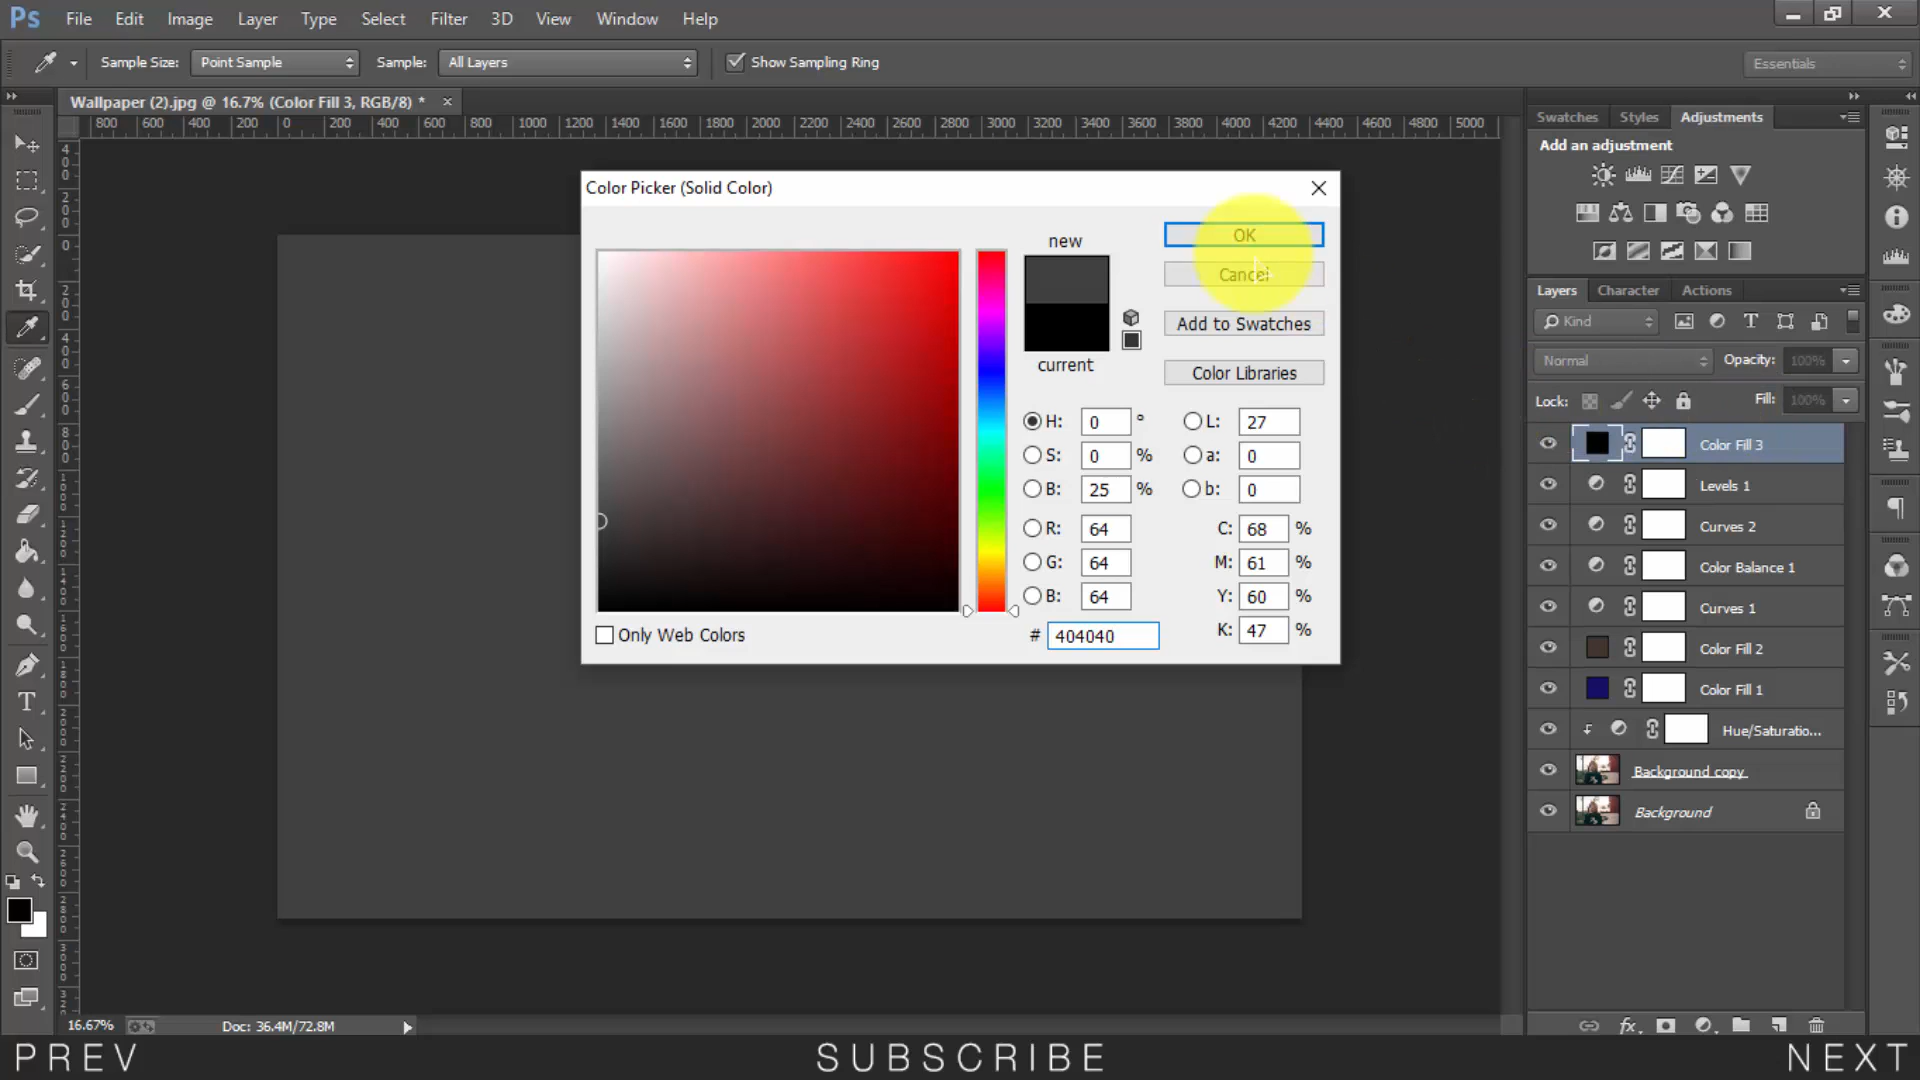 Ps File Edit Image Layer Type Select Filter 3D View Window Help
Sample Size: Point Sample Sample: All Layers Show Sampling Ring Essentials
Wallpaper (2).jpg @ 16.7% (Color Fill 3, RGB/8) * ×
800 600 400 200 0 200 400 600 800 1000 1200 1400 1600 1800 2000 2200 2400 2600 2800 3000 3200 3400 3600 3800 4000 4200 4400 4600 4800 5000
Color Picker (Solid Color)
new
current
OK
Cancel
Add to Swatches
Color Libraries
H: 0 °
S: 0 %
B: 25 %
R: 64
G: 64
B: 64
# 404040
L: 27
a: 0
b: 0
C: 68 %
M: 61 %
Y: 60 %
K: 47 %
Only Web Colors
Swatches Styles Adjustments
Add an adjustment
Layers Character Actions
Kind
Normal Opacity: 100%
Lock: Fill: 100%
Color Fill 3
Levels 1
Curves 2
Color Balance 1
Curves 1
Color Fill 2
Color Fill 1
Hue/Saturatio...
Background copy
Background
16.67% Doc: 36.4M/72.8M
PREV SUBSCRIBE NEXT